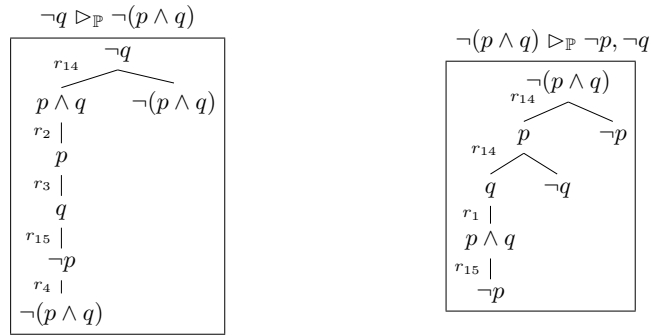 ¬q ▷ℙ ¬(p ∧ q)
¬q
r14
p ∧ q ¬(p ∧ q)
r2
p
r3
q
r15
¬p
r4
¬(p ∧ q)
¬(p ∧ q) ▷ℙ ¬p, ¬q
¬(p ∧ q)
r14
p ¬p
r14
q ¬q
r1
p ∧ q
r15
¬p